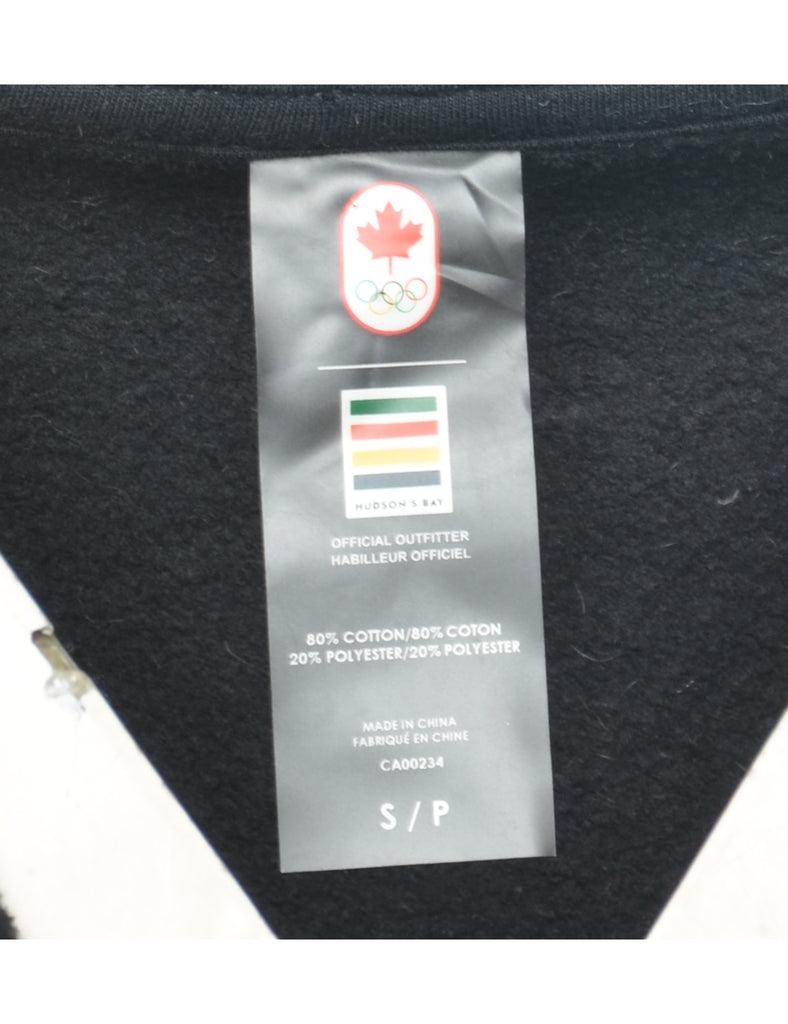 HUDSON'S BAY
OFFICIAL OUTFITTER
HABILLEUR OFFICIEL
80% COTTON/80% COTON
20% POLYESTER/20% POLYESTER
MADE IN CHINA
FABRIQUÉ EN CHINE
CA00234
S / P